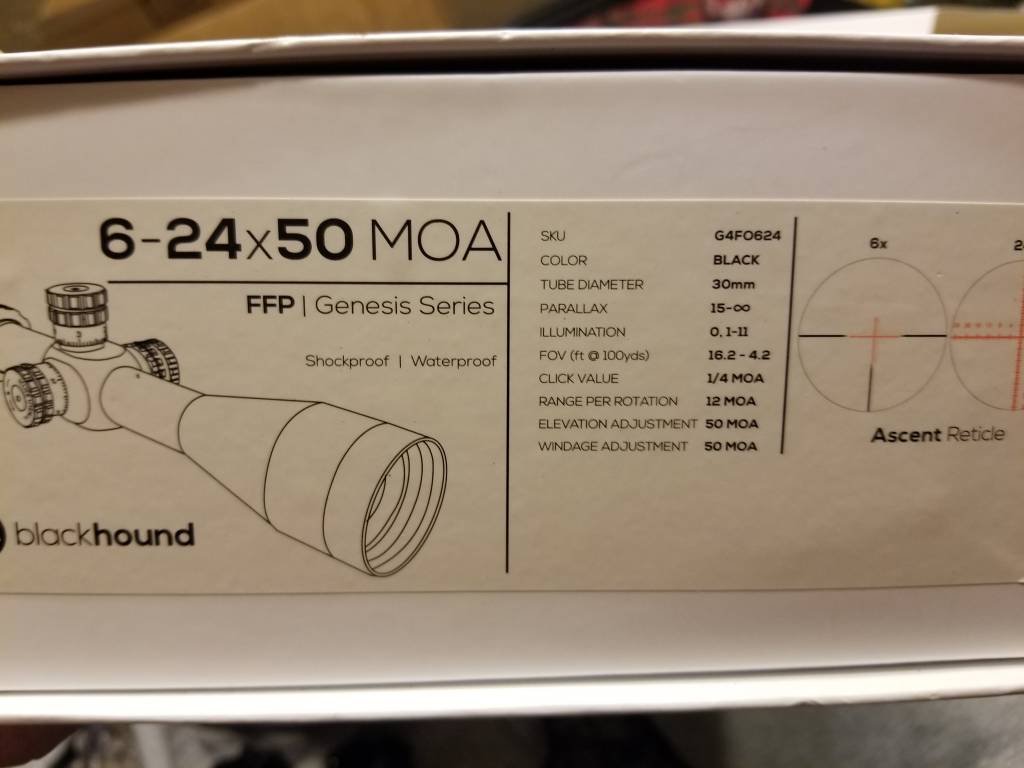 6-24x50 MOA
FFP | Genesis Series
Shockproof | Waterproof
blackhound
SKU G4F0624
COLOR BLACK
TUBE DIAMETER 30mm
PARALLAX 15-∞
ILLUMINATION 0, 1-11
FOV (ft @ 100yds) 16.2 - 4.2
CLICK VALUE 1/4 MOA
RANGE PER ROTATION 12 MOA
ELEVATION ADJUSTMENT 50 MOA
WINDAGE ADJUSTMENT 50 MOA
6x
Ascent Reticle